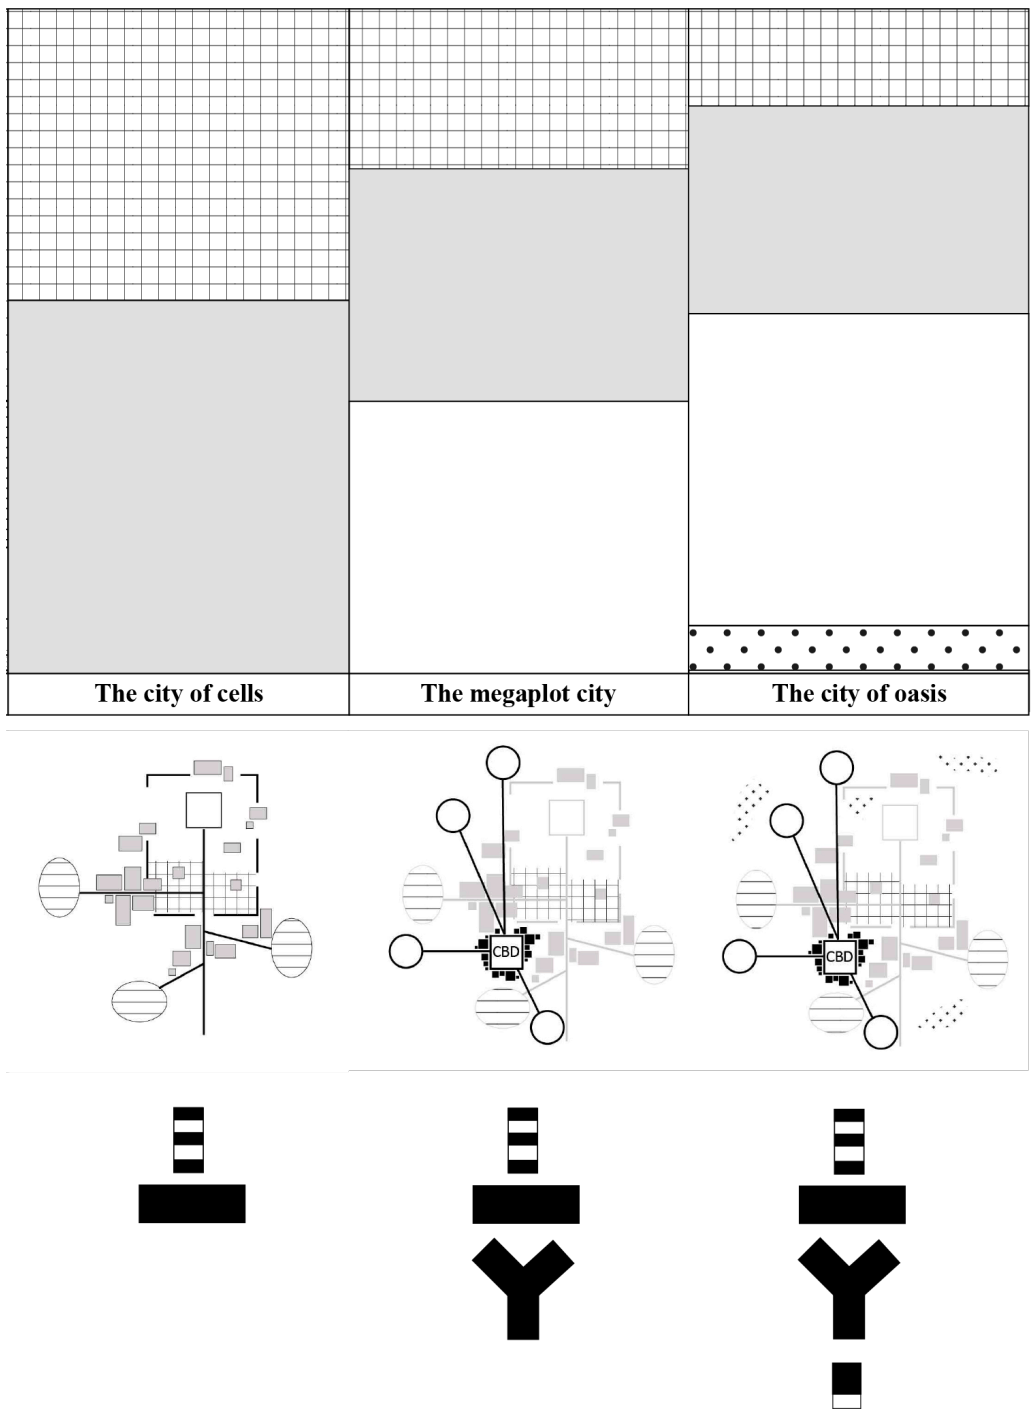 The city of cells
The megaplot city
The city of oasis
CBD
CBD